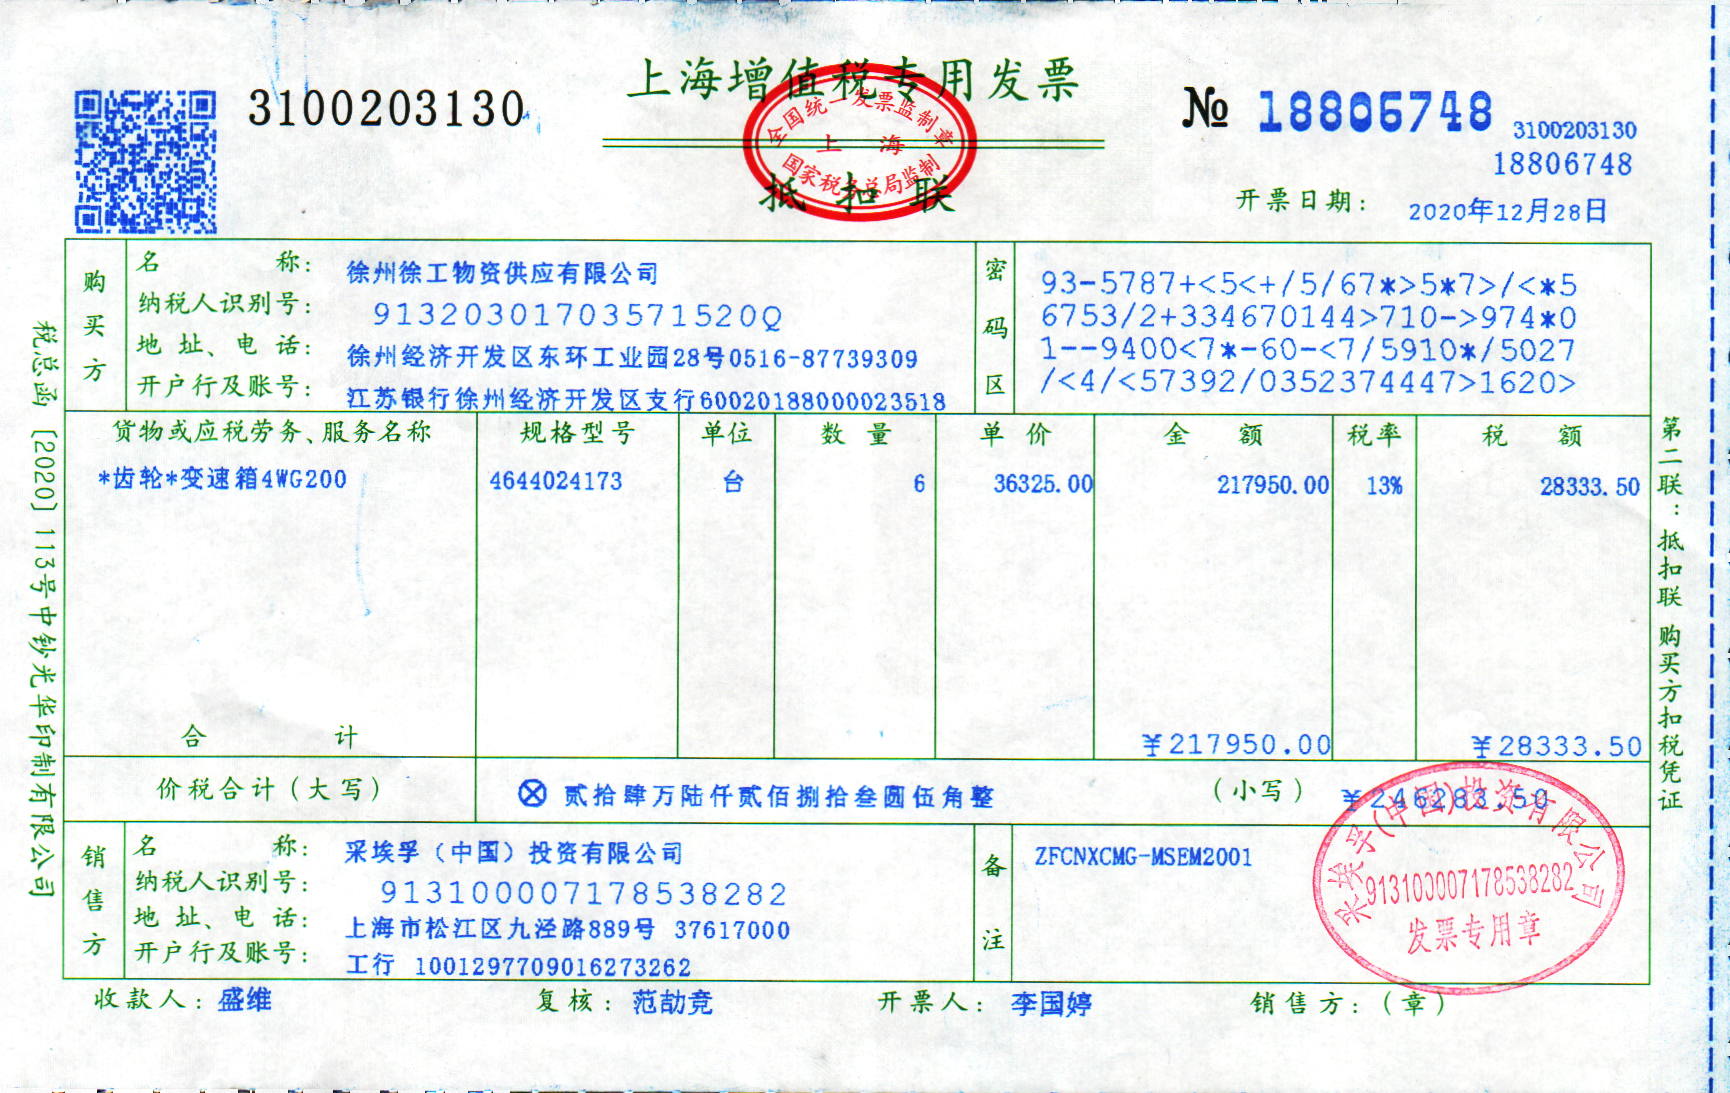 上海增值税专用发票
3100203130
全国统一发票监制章
上海
国家税务总局监制
抵扣联
№ 18806748
3100203130
18806748
开票日期: 2020年12月28日
购买方
名称: 徐州徐工物资供应有限公司
纳税人识别号: 91320301703571520Q
地址、电话: 徐州经济开发区东环工业园28号0516-87739309
开户行及账号: 江苏银行徐州经济开发区支行60020188000023518
密码区
93-5787+<5<+/5/67*>5*7>/<*5
6753/2+334670144>710->974*0
1--9400<7*-60-<7/5910*/5027
/<4/<57392/0352374447>1620>
货物或应税劳务、服务名称 规格型号 单位 数量 单价 金额 税率 税额
*齿轮*变速箱4WG200 4644024173 台 6 36325.00 217950.00 13% 28333.50
合计 ¥217950.00 ¥28333.50
价税合计(大写) ⊗贰拾肆万陆仟贰佰捌拾叁圆伍角整 (小写) ¥246283.50
销售方
名称: 采埃孚(中国)投资有限公司
纳税人识别号: 913100007178538282
地址、电话: 上海市松江区九泾路889号 37617000
开户行及账号: 工行 1001297709016273262
备注
ZFCNXCMG-MSEM2001
采埃孚(中国)投资有限公司
913100007178538282
发票专用章
收款人: 盛维 复核: 范劼竞 开票人: 李国婷 销售方:(章)
税总函〔2020〕113号中钞光华印制有限公司
第二联:抵扣联 购买方扣税凭证